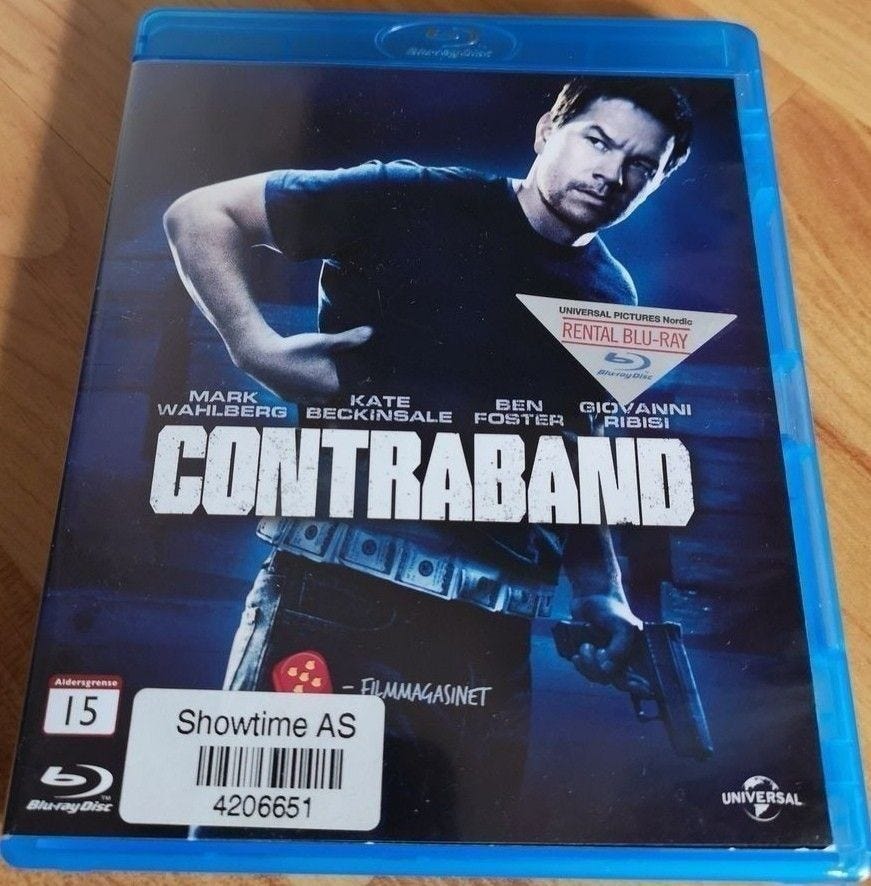 Blu-ray Disc
UNIVERSAL PICTURES Nordic
RENTAL BLU-RAY
Blu-ray Disc
MARK WAHLBERG
KATE BECKINSALE
BEN FOSTER
GIOVANNI RIBISI
CONTRABAND
– FILMMAGASINET
Aldersgrense
15
Showtime AS
4206651
Blu-ray Disc™
UNIVERSAL